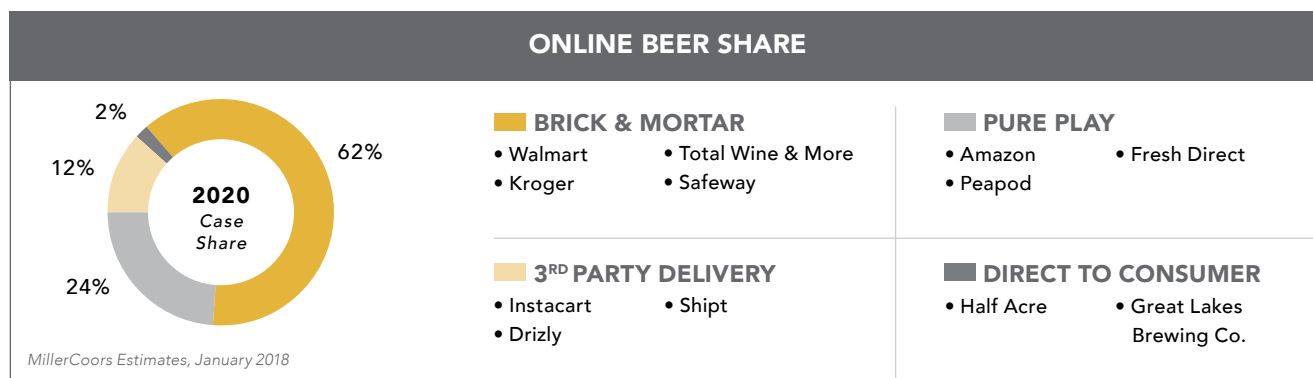 ONLINE BEER SHARE
2%
62%
12%
24%
2020
Case
Share
MillerCoors Estimates, January 2018
BRICK & MORTAR
• Walmart
• Kroger
• Total Wine & More
• Safeway
PURE PLAY
• Amazon
• Peapod
• Fresh Direct
3RD PARTY DELIVERY
• Instacart
• Drizly
• Shipt
DIRECT TO CONSUMER
• Half Acre
• Great Lakes
Brewing Co.